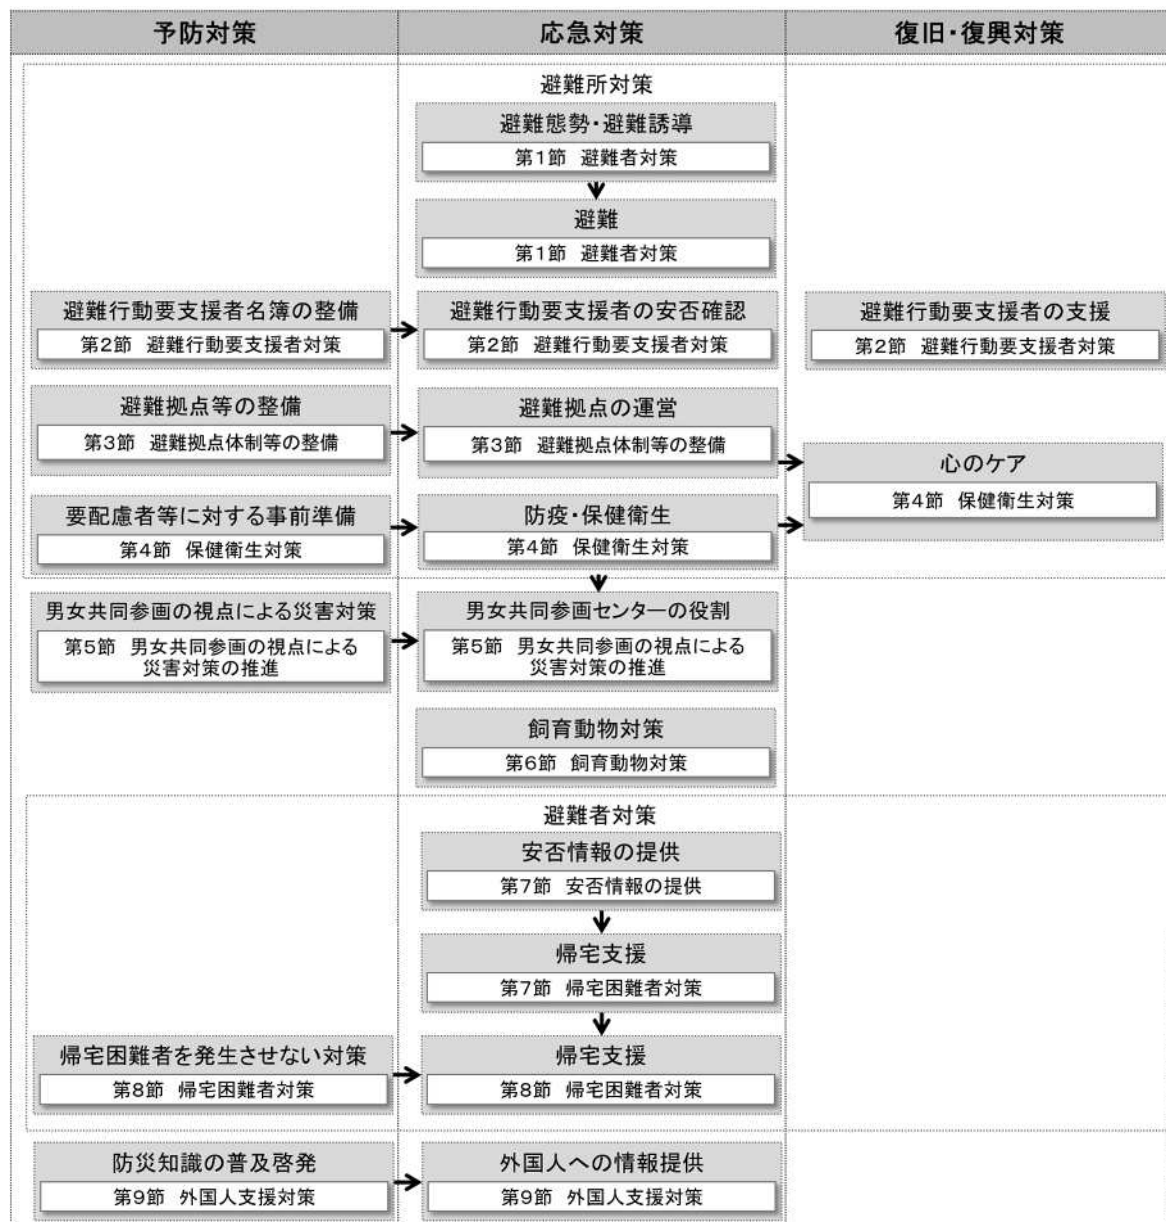 予防対策
応急対策
復旧・復興対策
避難所対策
避難態勢・避難誘導
第1節 避難者対策
避難
第1節 避難者対策
避難行動要支援者名簿の整備
第2節 避難行動要支援者対策
避難行動要支援者の安否確認
第2節 避難行動要支援者対策
避難行動要支援者の支援
第2節 避難行動要支援者対策
避難拠点等の整備
第3節 避難拠点体制等の整備
避難拠点の運営
第3節 避難拠点体制等の整備
心のケア
第4節 保健衛生対策
要配慮者等に対する事前準備
第4節 保健衛生対策
防疫・保健衛生
第4節 保健衛生対策
男女共同参画の視点による災害対策
第5節 男女共同参画の視点による
災害対策の推進
男女共同参画センターの役割
第5節 男女共同参画の視点による
災害対策の推進
飼育動物対策
第6節 飼育動物対策
避難者対策
安否情報の提供
第7節 安否情報の提供
帰宅支援
第7節 帰宅困難者対策
帰宅困難者を発生させない対策
第8節 帰宅困難者対策
帰宅支援
第8節 帰宅困難者対策
防災知識の普及啓発
第9節 外国人支援対策
外国人への情報提供
第9節 外国人支援対策